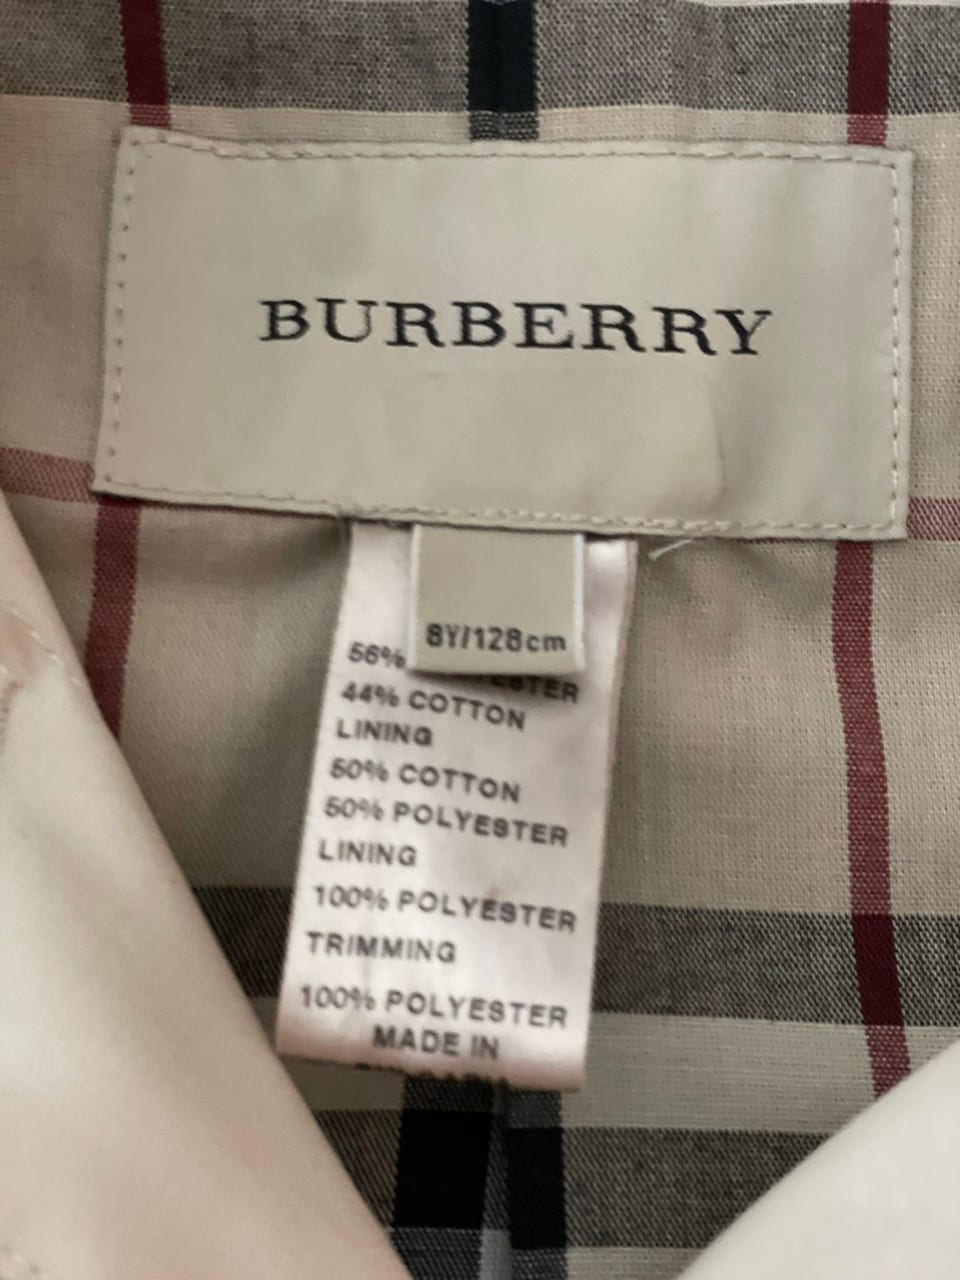 BURBERRY
8Y/128cm
56%
44% COTTON
LINING
50% COTTON
50% POLYESTER
LINING
100% POLYESTER
TRIMMING
100% POLYESTER
MADE IN